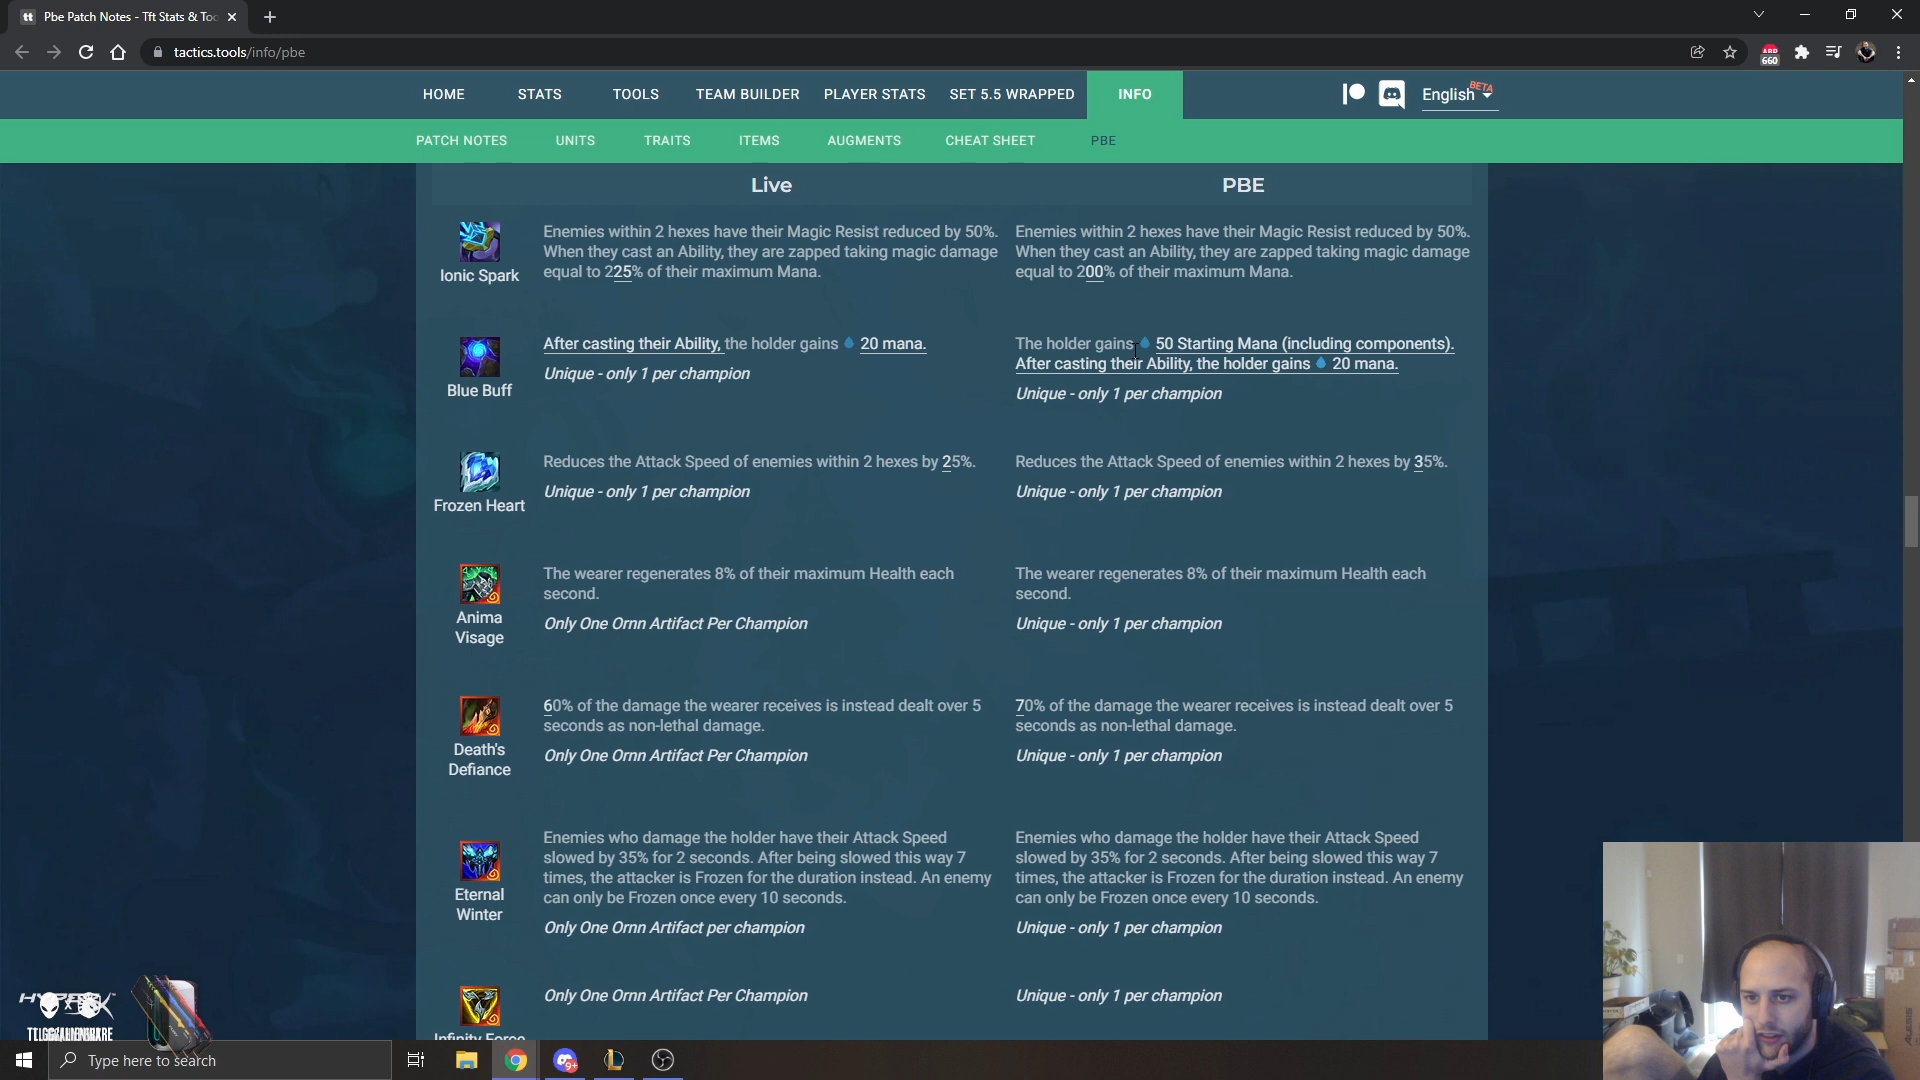 Pbe Patch Notes - Tft Stats & Too
tactics.tools/info/pbe
ABP
660
HOME STATS TOOLS TEAM BUILDER PLAYER STATS SET 5.5 WRAPPED INFO English BETA
PATCH NOTES UNITS TRAITS ITEMS AUGMENTS CHEAT SHEET PBE
Live PBE
Ionic Spark
Enemies within 2 hexes have their Magic Resist reduced by 50%.
When they cast an Ability, they are zapped taking magic damage
equal to 225% of their maximum Mana.
Enemies within 2 hexes have their Magic Resist reduced by 50%.
When they cast an Ability, they are zapped taking magic damage
equal to 200% of their maximum Mana.
Blue Buff
After casting their Ability, the holder gains 20 mana.
Unique - only 1 per champion
The holder gains 50 Starting Mana (including components).
After casting their Ability, the holder gains 20 mana.
Unique - only 1 per champion
Frozen Heart
Reduces the Attack Speed of enemies within 2 hexes by 25%.
Unique - only 1 per champion
Reduces the Attack Speed of enemies within 2 hexes by 35%.
Unique - only 1 per champion
Anima
Visage
The wearer regenerates 8% of their maximum Health each
second.
Only One Ornn Artifact Per Champion
The wearer regenerates 8% of their maximum Health each
second.
Unique - only 1 per champion
Death's
Defiance
60% of the damage the wearer receives is instead dealt over 5
seconds as non-lethal damage.
Only One Ornn Artifact Per Champion
70% of the damage the wearer receives is instead dealt over 5
seconds as non-lethal damage.
Unique - only 1 per champion
Eternal
Winter
Enemies who damage the holder have their Attack Speed
slowed by 35% for 2 seconds. After being slowed this way 7
times, the attacker is Frozen for the duration instead. An enemy
can only be Frozen once every 10 seconds.
Only One Ornn Artifact per champion
Enemies who damage the holder have their Attack Speed
slowed by 35% for 2 seconds. After being slowed this way 7
times, the attacker is Frozen for the duration instead. An enemy
can only be Frozen once every 10 seconds.
Unique - only 1 per champion
Infinity Force
Only One Ornn Artifact Per Champion
Unique - only 1 per champion
Type here to search
9+